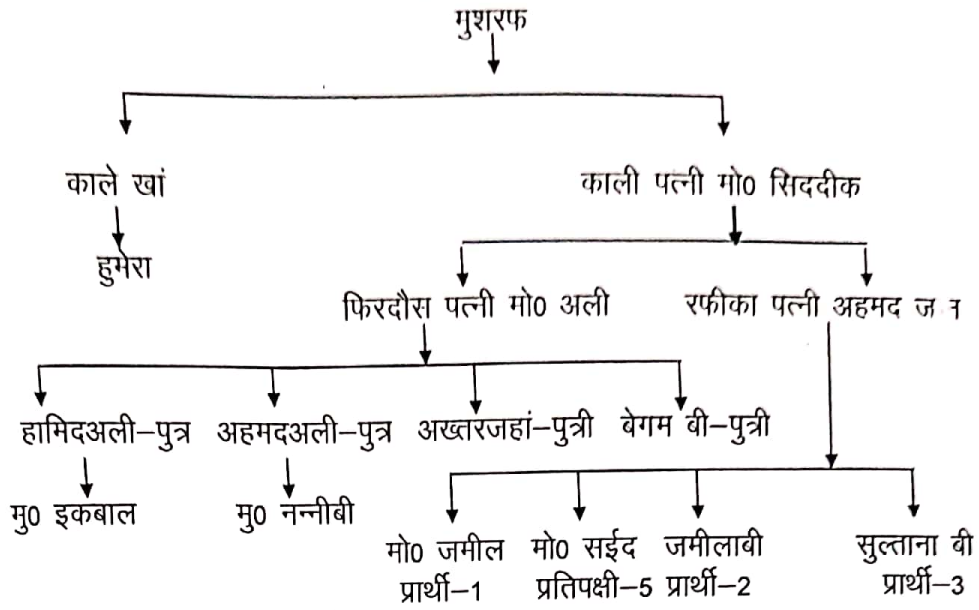 मुशरफ
काले खां काली पत्नी मो0 सिददीक
हुमेरा
फिरदौस पत्नी मो0 अली रफीका पत्नी अहमद
हामिदअली-पुत्र अहमदअली-पुत्र अख्तरजहां-पुत्री बेगम बी-पुत्री
मु0 इकबाल मु0 नन्नीबी
मो0 जमील मो0 सईद जमीलाबी सुल्ताना बी
प्रार्थी-1 प्रतिपक्षी-5 प्रार्थी-2 प्रार्थी-3